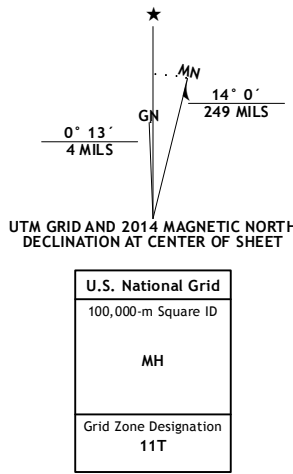 MN
GN
14° 0´
249 MILS
0° 13´
4 MILS
UTM GRID AND 2014 MAGNETIC NORTH
DECLINATION AT CENTER OF SHEET
U.S. National Grid
100,000-m Square ID
MH
Grid Zone Designation
11T